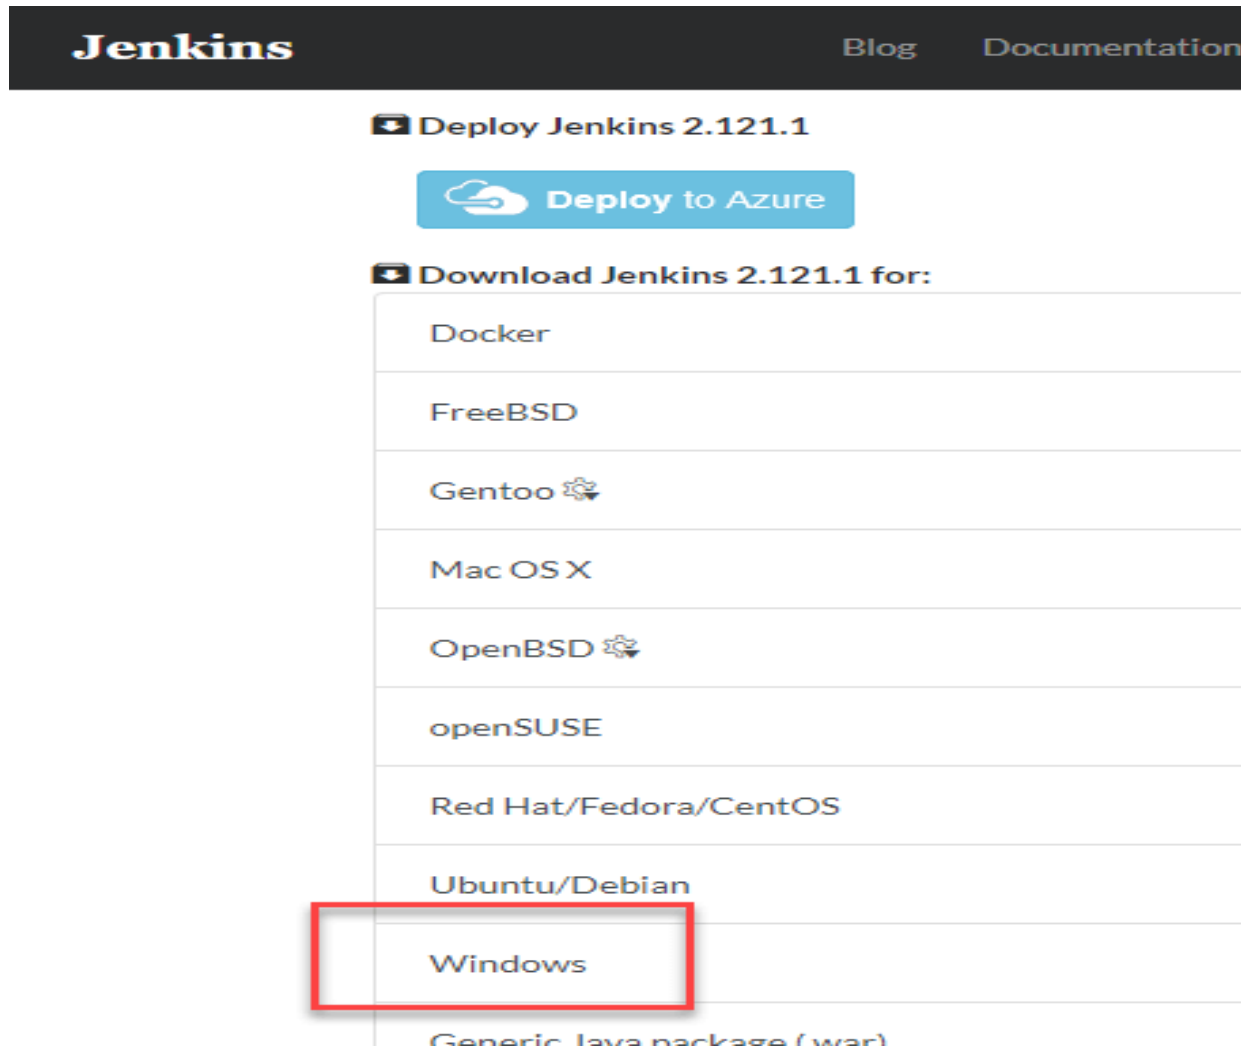 Jenkins
Blog Documentation
Deploy Jenkins 2.121.1
Deploy to Azure
Download Jenkins 2.121.1 for:
Docker
FreeBSD
Gentoo
Mac OS X
OpenBSD
openSUSE
Red Hat/Fedora/CentOS
Ubuntu/Debian
Windows
Generic Java package (.war)